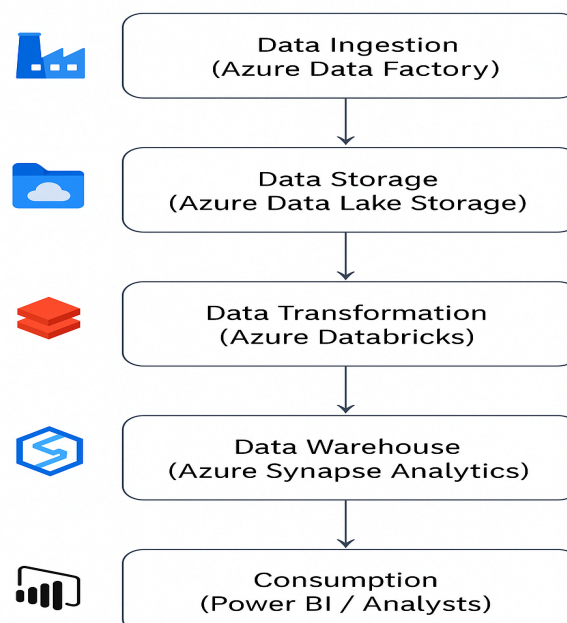 Data Ingestion
(Azure Data Factory)
Data Storage
(Azure Data Lake Storage)
Data Transformation
(Azure Databricks)
Data Warehouse
(Azure Synapse Analytics)
Consumption
(Power BI / Analysts)